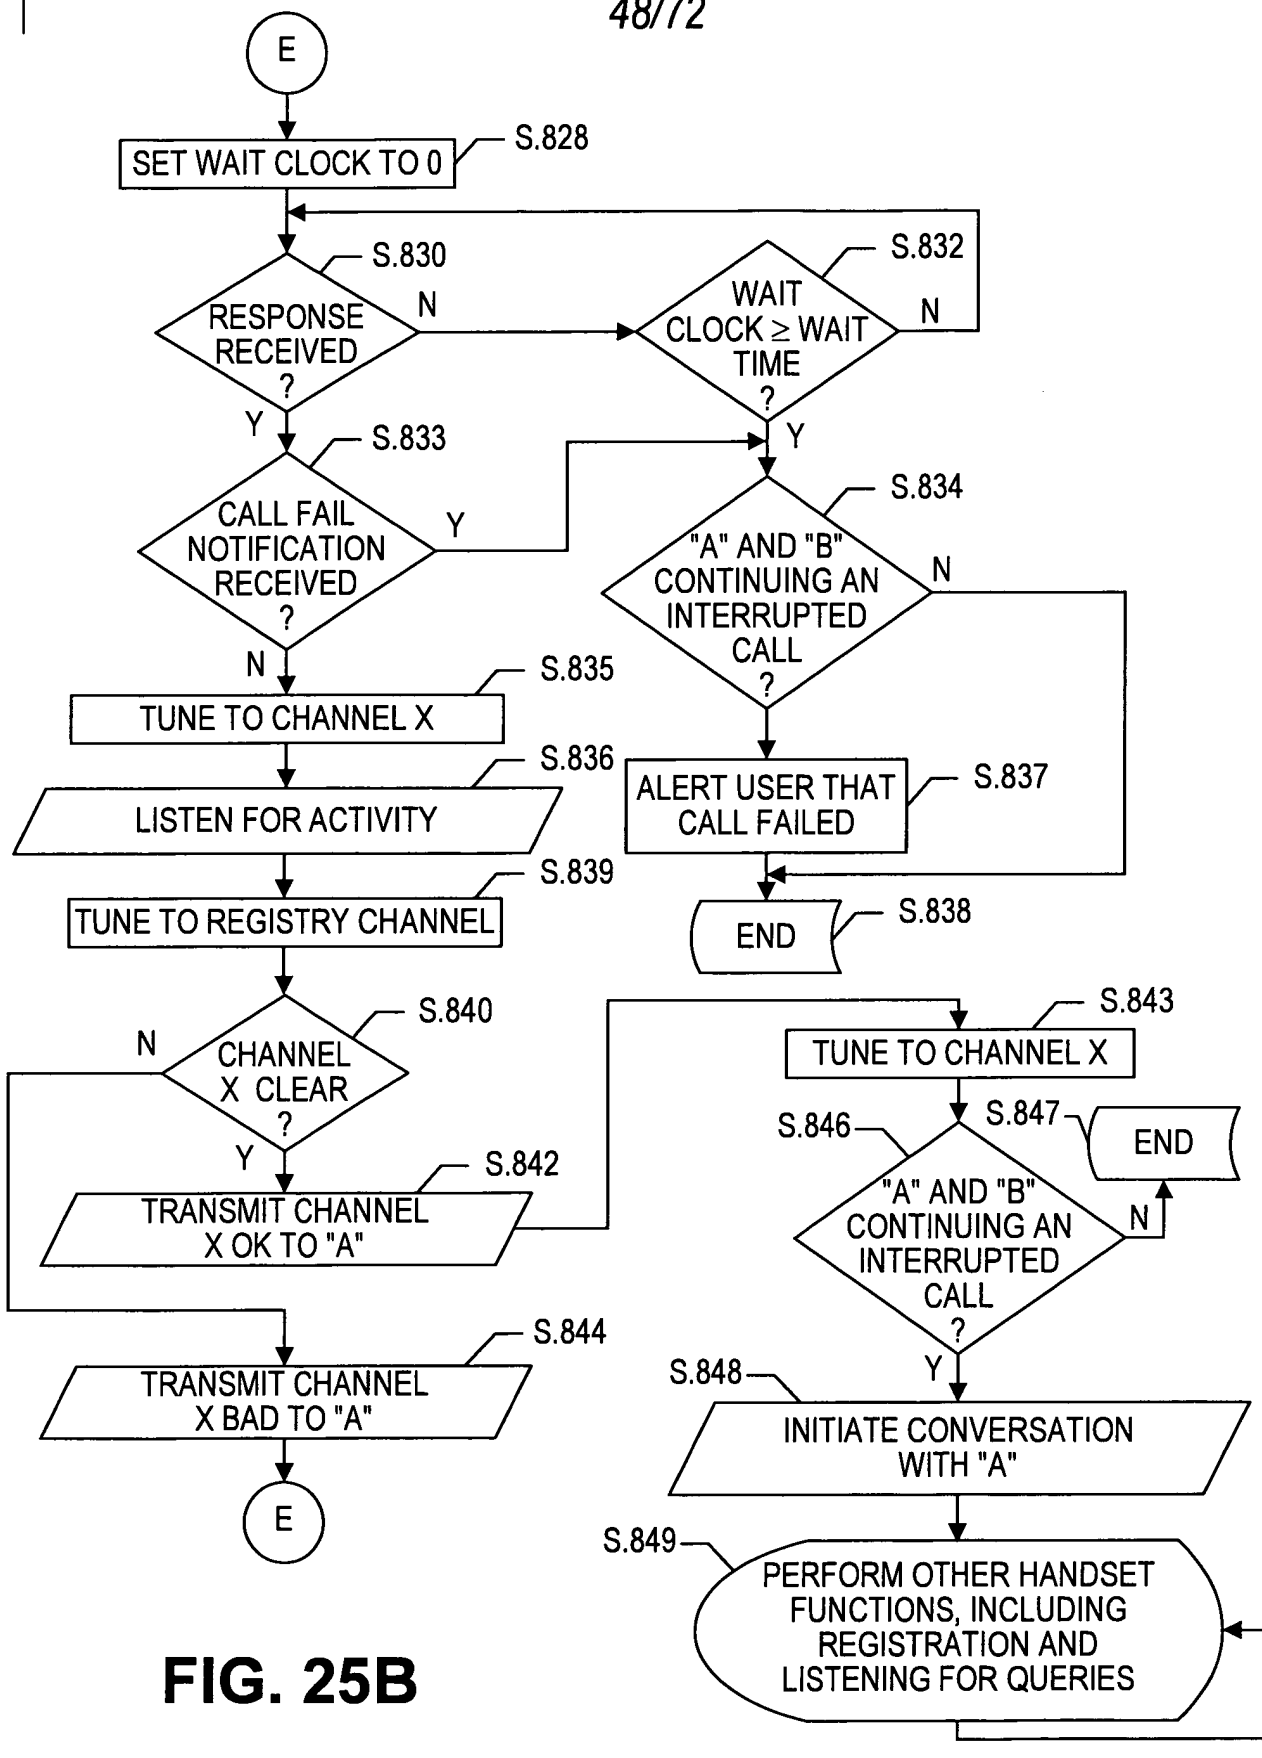 48/72
E
SET WAIT CLOCK TO 0
S.828
S.830
RESPONSE
RECEIVED
?
N
Y
S.832
WAIT
CLOCK ≥ WAIT
TIME
?
N
Y
S.833
CALL FAIL
NOTIFICATION
RECEIVED
?
Y
N
S.834
"A" AND "B"
CONTINUING AN
INTERRUPTED
CALL
?
N
S.835
TUNE TO CHANNEL X
S.836
LISTEN FOR ACTIVITY
S.837
ALERT USER THAT
CALL FAILED
S.838
END
S.839
TUNE TO REGISTRY CHANNEL
S.840
CHANNEL
X CLEAR
?
N
Y
S.842
TRANSMIT CHANNEL
X OK TO "A"
S.843
TUNE TO CHANNEL X
S.844
TRANSMIT CHANNEL
X BAD TO "A"
E
S.846
"A" AND "B"
CONTINUING AN
INTERRUPTED
CALL
?
N
Y
S.847
END
S.848
INITIATE CONVERSATION
WITH "A"
S.849
PERFORM OTHER HANDSET
FUNCTIONS, INCLUDING
REGISTRATION AND
LISTENING FOR QUERIES
FIG. 25B